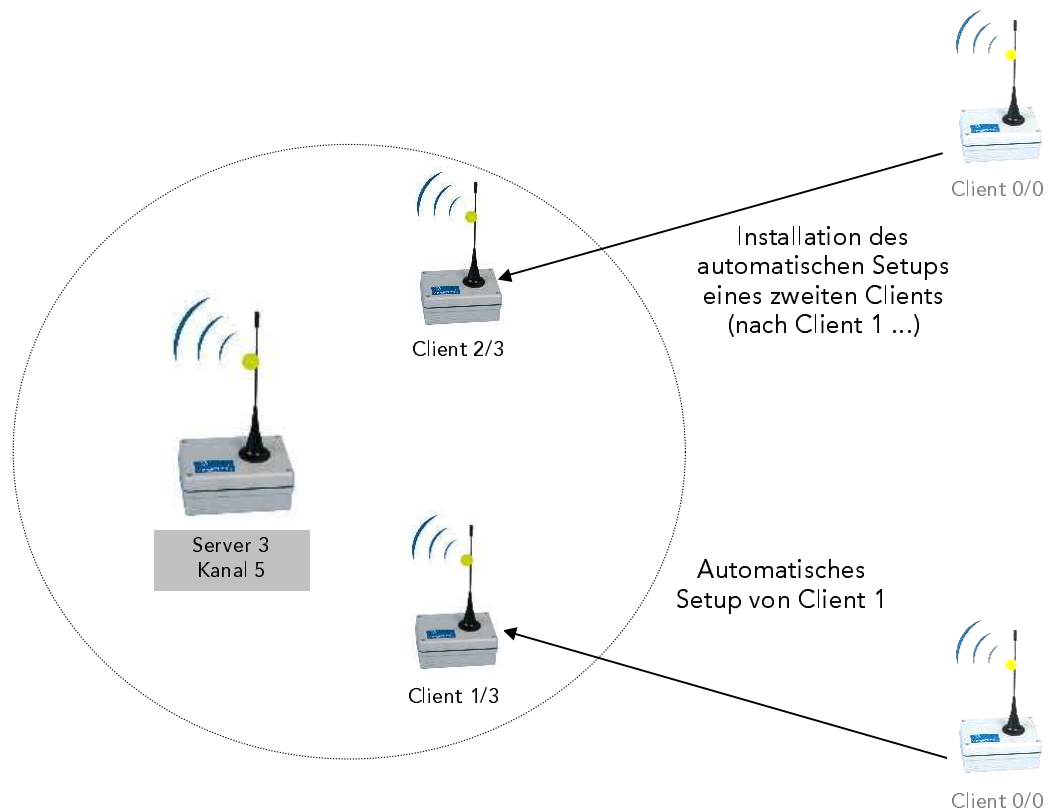 Client 0/0
Installation des
automatischen Setups
eines zweiten Clients
(nach Client 1 ...)
Client 2/3
Server 3
Kanal 5
Automatisches
Setup von Client 1
Client 1/3
Client 0/0